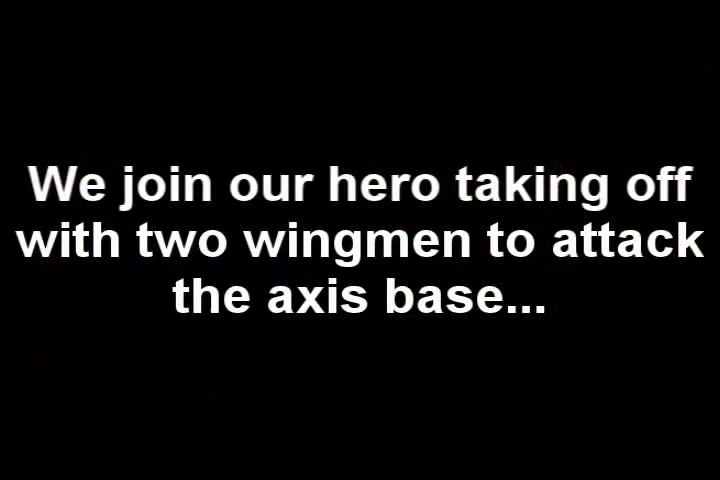 We join our hero taking off
with two wingmen to attack
the axis base...